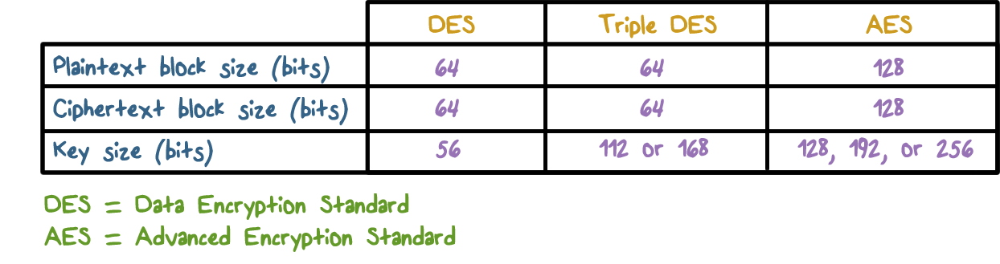 DES Triple DES AES
Plaintext block size (bits) 64 64 128
Ciphertext block size (bits) 64 64 128
Key size (bits) 56 112 or 168 128, 192, or 256
DES = Data Encryption Standard
AES = Advanced Encryption Standard